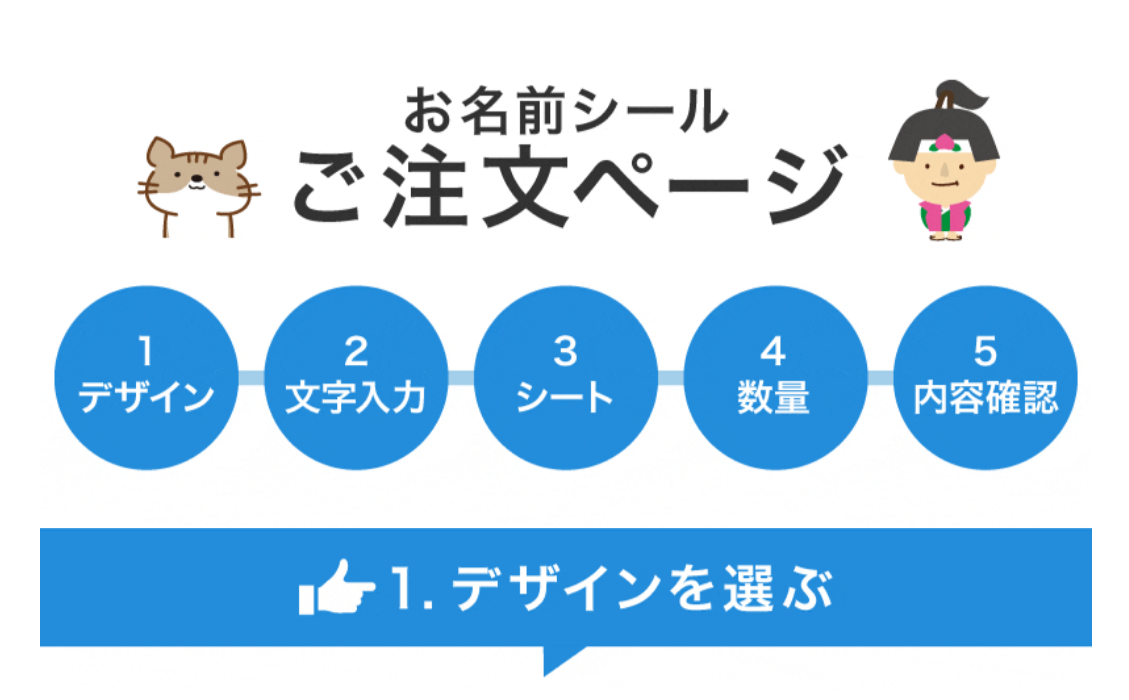 お名前シール
ご注文ページ
1
デザイン
2
文字入力
3
シート
4
数量
5
内容確認
1. デザインを選ぶ